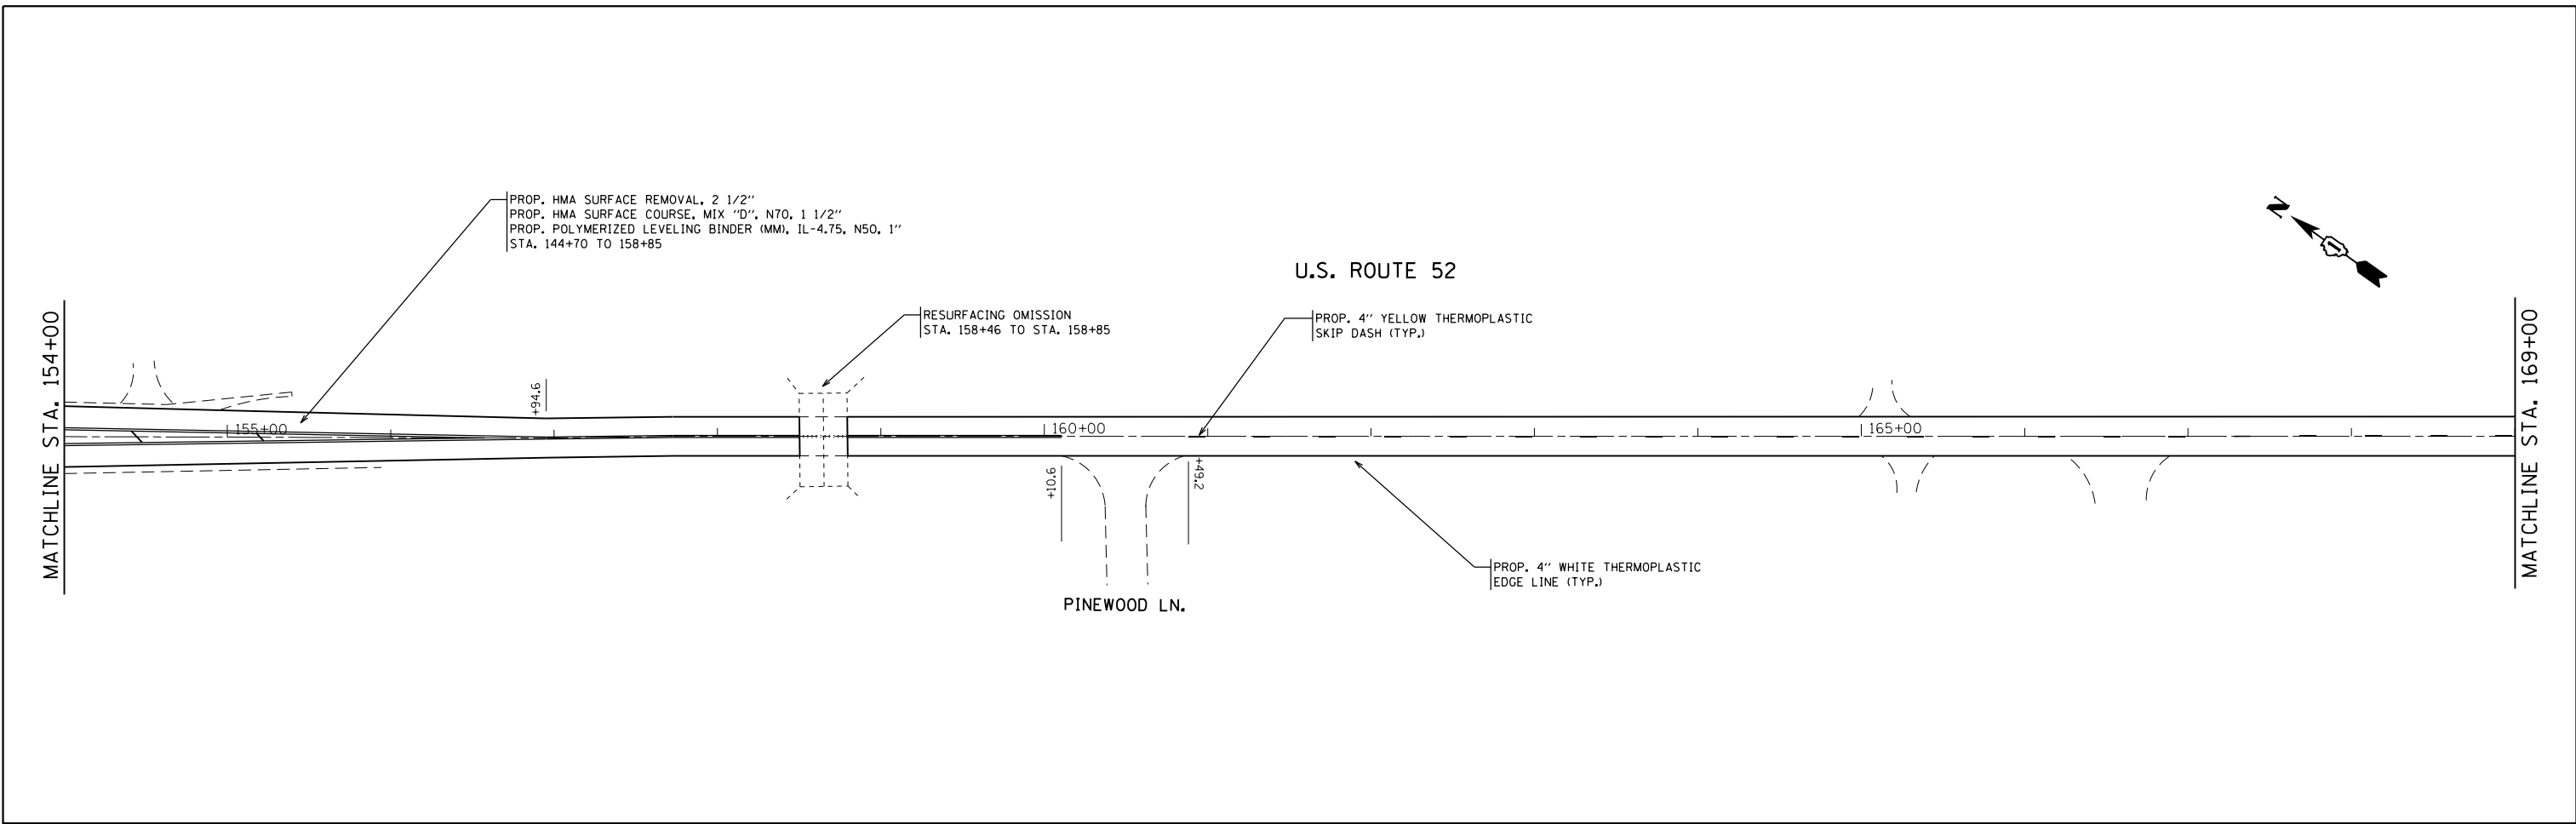 PROP. HMA SURFACE REMOVAL, 2 1/2"
PROP. HMA SURFACE COURSE, MIX "D", N70, 1 1/2"
PROP. POLYMERIZED LEVELING BINDER (MM), IL-4.75, N50, 1"
STA. 144+70 TO 158+85
N
U.S. ROUTE 52
RESURFACING OMISSION
STA. 158+46 TO STA. 158+85
PROP. 4" YELLOW THERMOPLASTIC
SKIP DASH (TYP.)
MATCHLINE STA. 154+00
+94.6
155+00
160+00
165+00
MATCHLINE STA. 169+00
+10.6
+49.2
PROP. 4" WHITE THERMOPLASTIC
EDGE LINE (TYP.)
PINEWOOD LN.